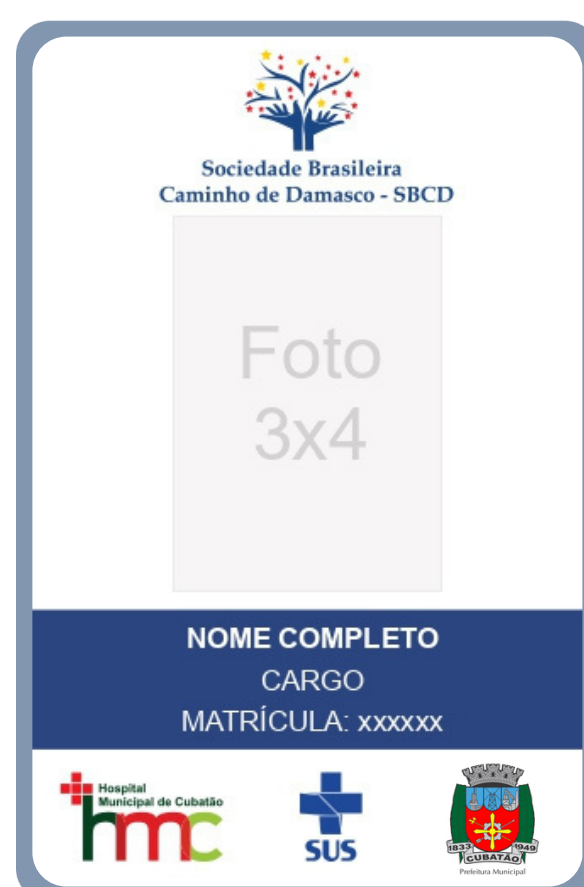 Sociedade Brasileira
Caminho de Damasco - SBCD
Foto
3x4
NOME COMPLETO
CARGO
MATRÍCULA: xxxxxx
Hospital
Municipal de Cubatão
hmc
SUS
1833 1949
CUBATÃO
Prefeitura Municipal